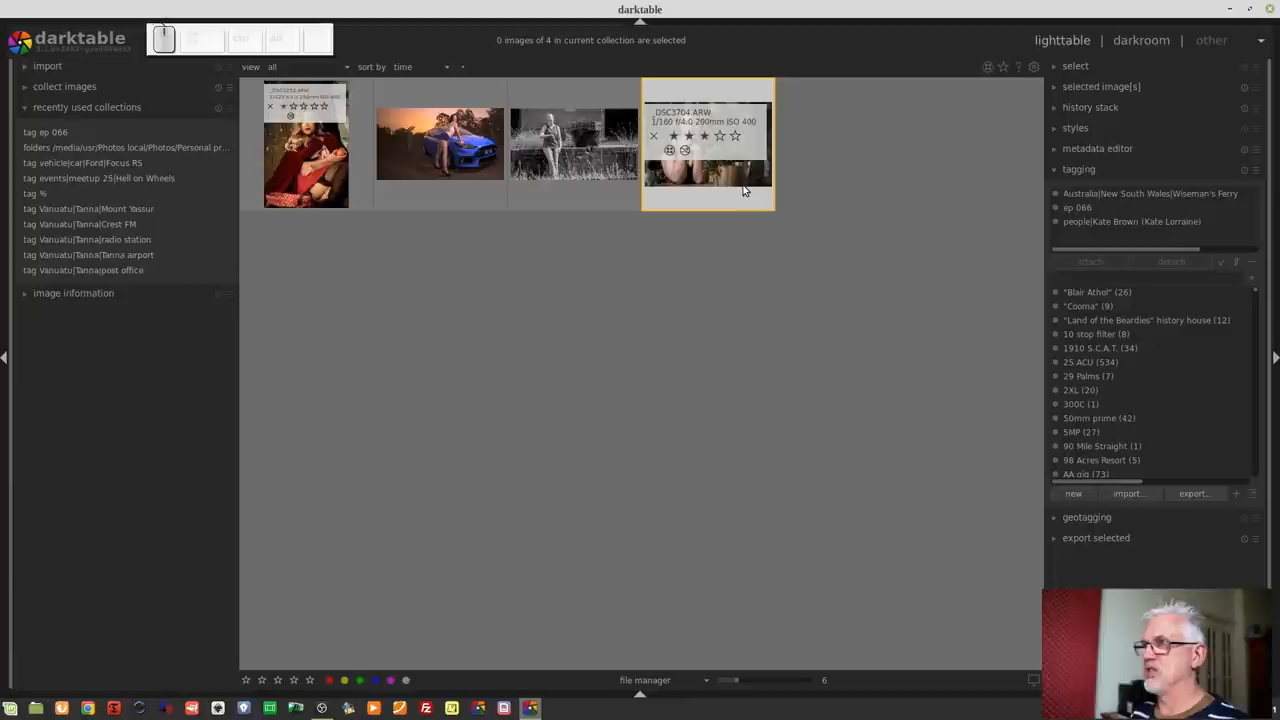 darktable
darktable
0 images of 4 in current collection are selected
lighttable | darkroom | other
import
view all
sort by time
select
collect images
selected image[s]
recently used collections
history stack
tag ep 066
styles
folders /media/usr/Photos local/Photos/Personal pr...
metadata editor
tag vehicle|car|Ford|Focus RS
tagging
tag events|meetup 25|Hell on Wheels
tag %
tag Vanuatu|Tanna|Mount Yassur
tag Vanuatu|Tanna|Crest FM
tag Vanuatu|Tanna|radio station
tag Vanuatu|Tanna|Tanna airport
tag Vanuatu|Tanna|post office
image information
_DSC3704.ARW
1/160 f/4.0 290mm ISO 400
Australia|New South Wales|Wiseman's Ferry
ep 066
people|Kate Brown (Kate Lorraine)
attach
detach
"Blair Athol" (26)
"Cooma" (9)
"Land of the Beardies" history house (12)
10 stop filter (8)
1910 S.C.A.T. (34)
25 ACU (534)
29 Palms (7)
2XL (20)
300C (1)
50mm prime (42)
5MP (27)
90 Mile Straight (1)
98 Acres Resort (5)
AA gig (73)
new
import...
export...
geotagging
export selected
file manager
6